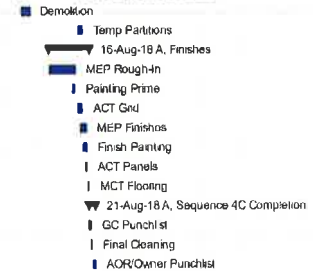 Demolition
Temp Partitions
16-Aug-18 A, Finishes
MEP Rough-In
Painting Prime
ACT Grid
MEP Finishes
Finish Painting
ACT Panels
MCT Flooring
21-Aug-18 A, Sequence 4C Completion
GC Punchlist
Final Cleaning
AOR/Owner Punchlist